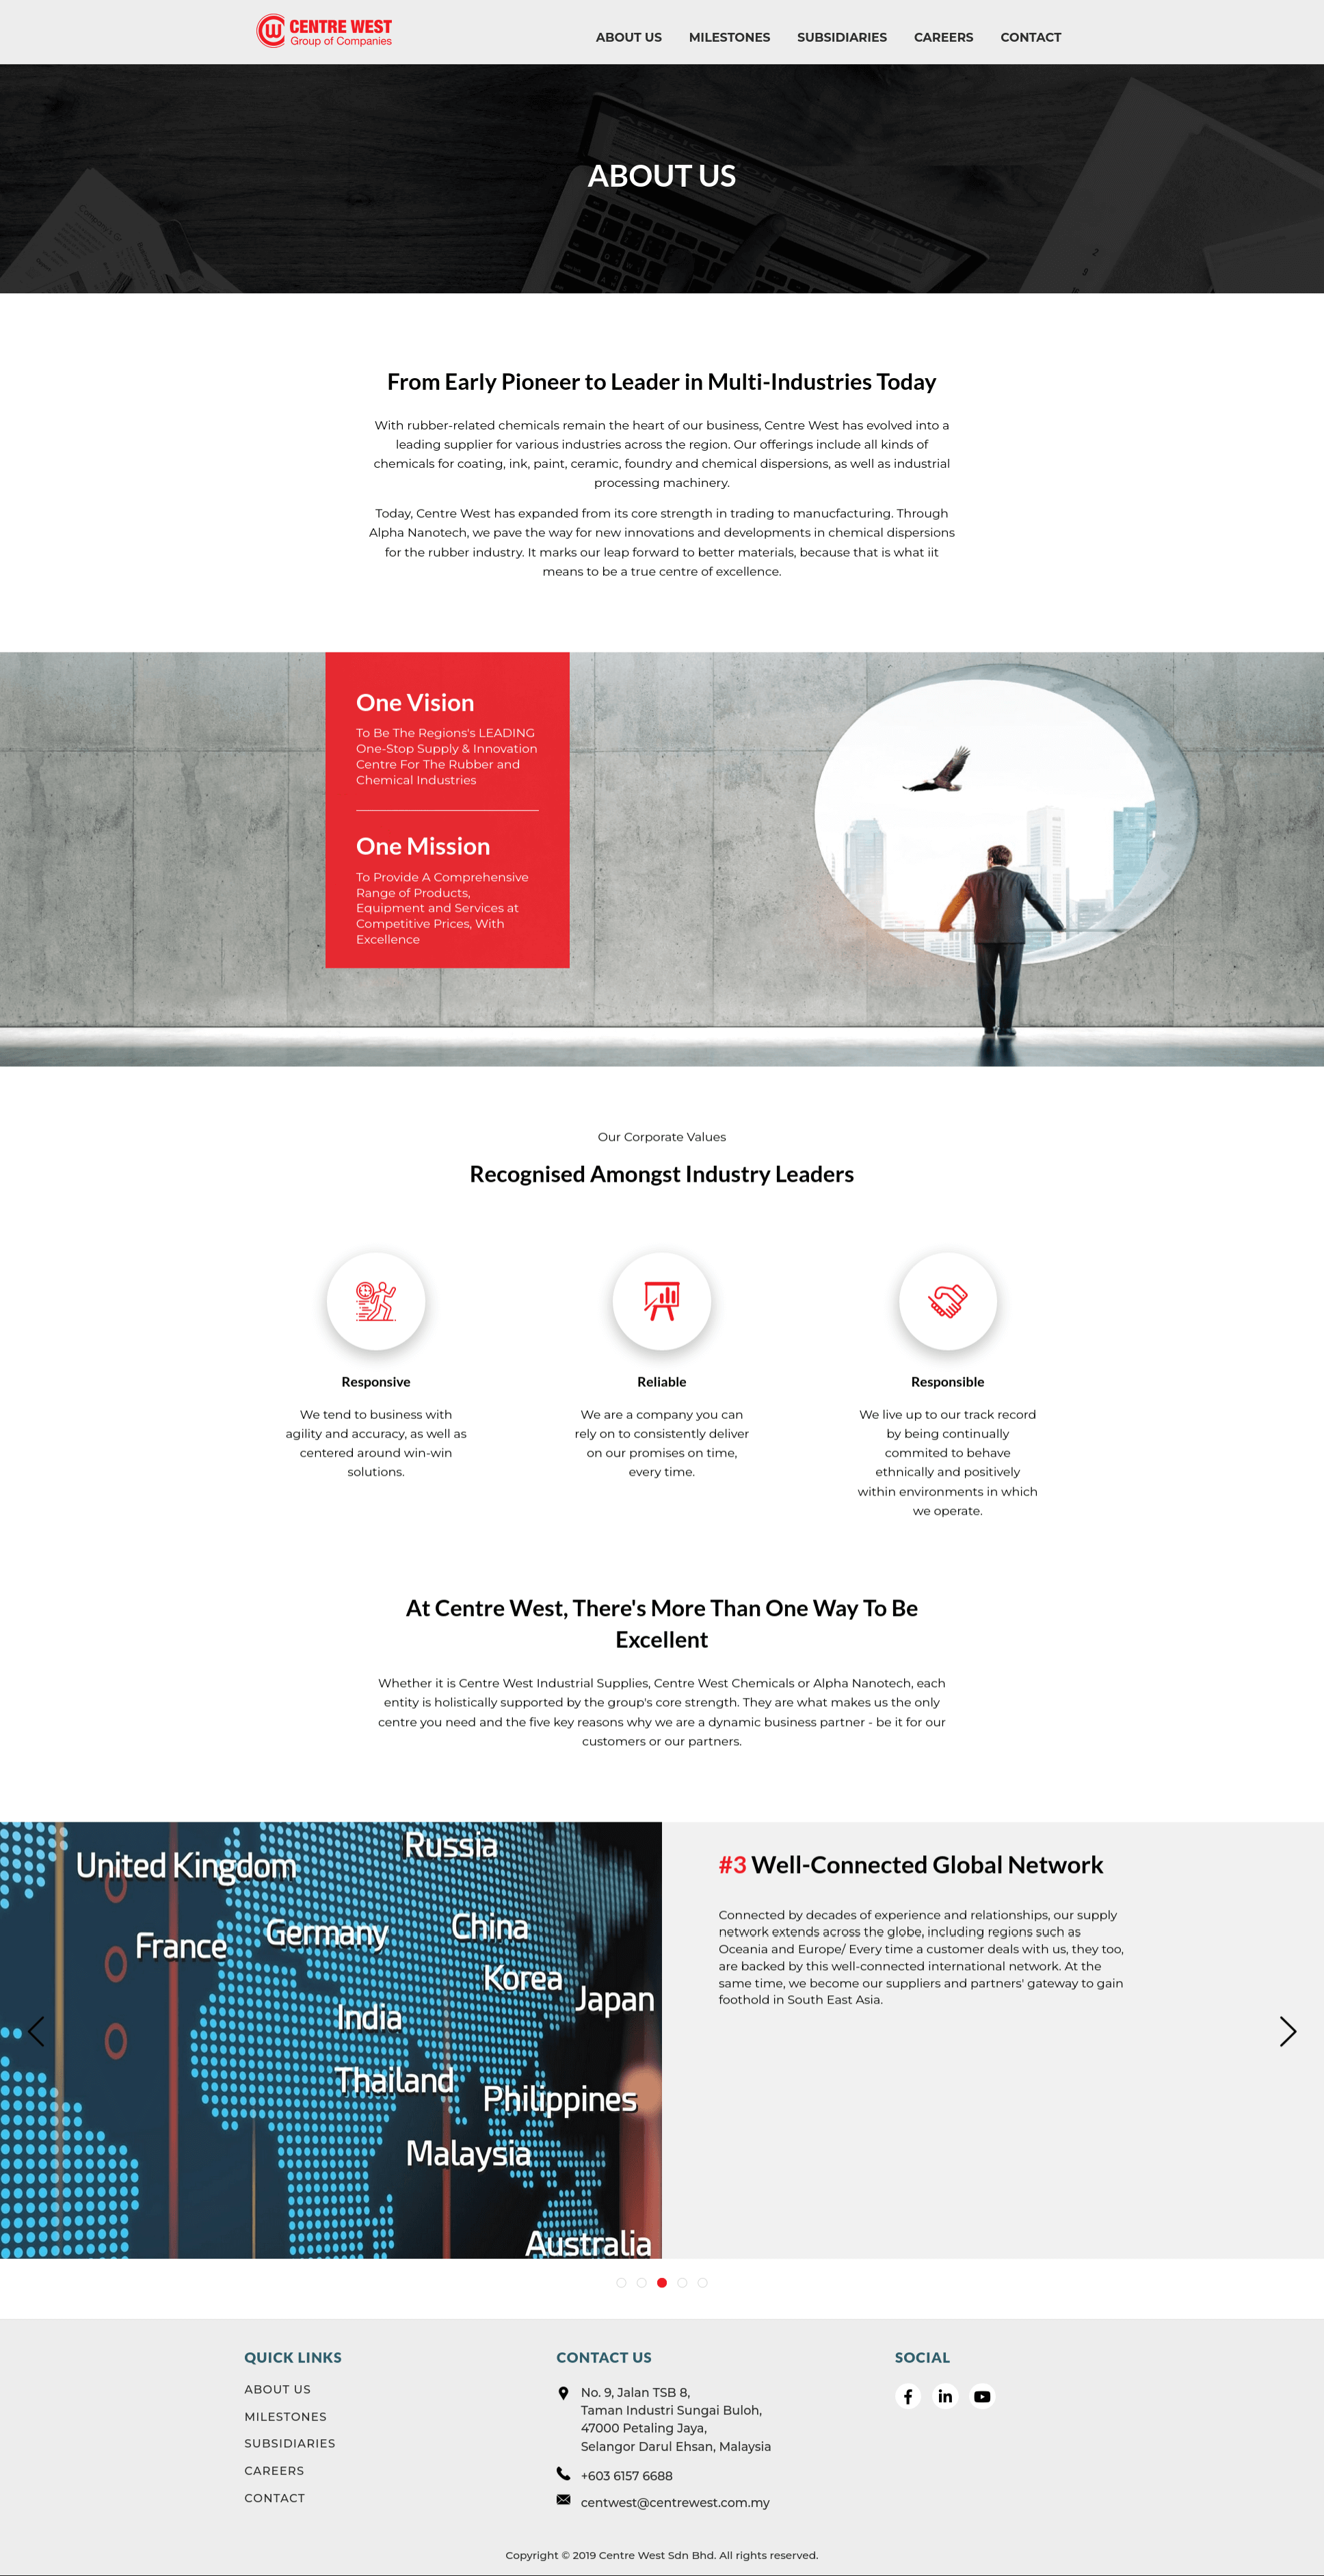 CENTRE WEST
Group of Companies
ABOUT US MILESTONES SUBSIDIARIES CAREERS CONTACT
ABOUT US
From Early Pioneer to Leader in Multi-Industries Today
With rubber-related chemicals remain the heart of our business, Centre West has evolved into a
leading supplier for various industries across the region. Our offerings include all kinds of
chemicals for coating, ink, paint, ceramic, foundry and chemical dispersions, as well as industrial
processing machinery.
Today, Centre West has expanded from its core strength in trading to manucfacturing. Through
Alpha Nanotech, we pave the way for new innovations and developments in chemical dispersions
for the rubber industry. It marks our leap forward to better materials, because that is what iit
means to be a true centre of excellence.
One Vision
To Be The Regions's LEADING
One-Stop Supply & Innovation
Centre For The Rubber and
Chemical Industries
One Mission
To Provide A Comprehensive
Range of Products,
Equipment and Services at
Competitive Prices, With
Excellence
Our Corporate Values
Recognised Amongst Industry Leaders
Responsive
We tend to business with
agility and accuracy, as well as
centered around win-win
solutions.
Reliable
We are a company you can
rely on to consistently deliver
on our promises on time,
every time.
Responsible
We live up to our track record
by being continually
commited to behave
ethnically and positively
within environments in which
we operate.
At Centre West, There's More Than One Way To Be
Excellent
Whether it is Centre West Industrial Supplies, Centre West Chemicals or Alpha Nanotech, each
entity is holistically supported by the group's core strength. They are what makes us the only
centre you need and the five key reasons why we are a dynamic business partner - be it for our
customers or our partners.
Russia
United Kingdom
China
Germany
France
Korea
Japan
India
Thailand
Philippines
Malaysia
Australia
#3 Well-Connected Global Network
Connected by decades of experience and relationships, our supply
network extends across the globe, including regions such as
Oceania and Europe/ Every time a customer deals with us, they too,
are backed by this well-connected international network. At the
same time, we become our suppliers and partners' gateway to gain
foothold in South East Asia.
QUICK LINKS
ABOUT US
MILESTONES
SUBSIDIARIES
CAREERS
CONTACT
CONTACT US
No. 9, Jalan TSB 8,
Taman Industri Sungai Buloh,
47000 Petaling Jaya,
Selangor Darul Ehsan, Malaysia
+603 6157 6688
centwest@centrewest.com.my
SOCIAL
Copyright © 2019 Centre West Sdn Bhd. All rights reserved.